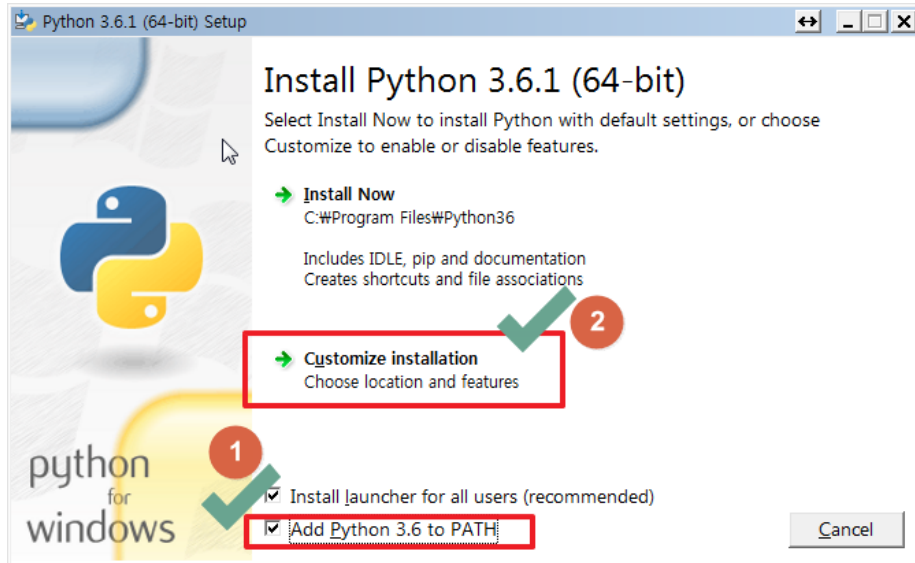 Python 3.6.1 (64-bit) Setup
Install Python 3.6.1 (64-bit)
Select Install Now to install Python with default settings, or choose
Customize to enable or disable features.
Install Now
C:₩Program Files₩Python36
Includes IDLE, pip and documentation
Creates shortcuts and file associations
2
Customize installation
Choose location and features
1
python
for
windows
Install launcher for all users (recommended)
Add Python 3.6 to PATH
Cancel